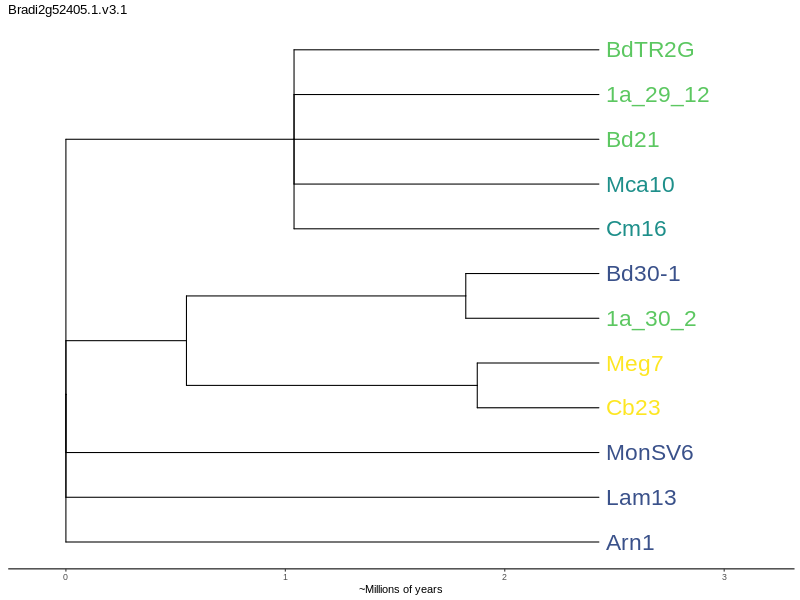 Bradi2g52405.1.v3.1
BdTR2G
1a_29_12
Bd21
Mca10
Cm16
Bd30-1
1a_30_2
Meg7
Cb23
MonSV6
Lam13
Arn1
0 1 2 3
~Millions of years